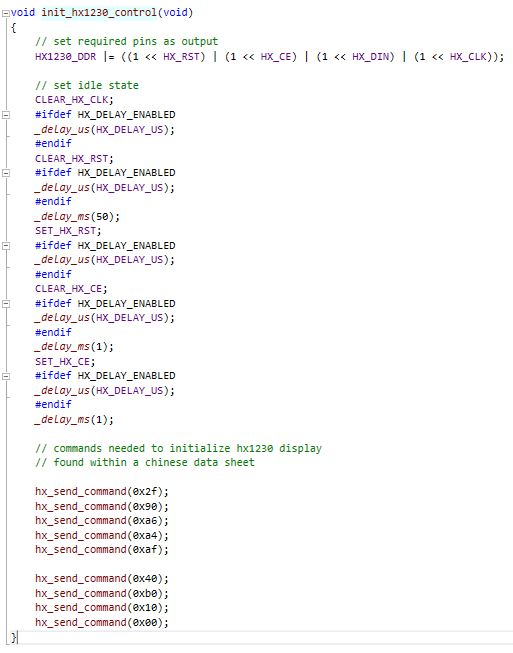 void init_hx1230_control(void)
{
// set required pins as output
HX1230_DDR |= ((1 << HX_RST) | (1 << HX_CE) | (1 << HX_DIN) | (1 << HX_CLK));
// set idle state
CLEAR_HX_CLK;
#ifdef HX_DELAY_ENABLED
_delay_us(HX_DELAY_US);
#endif
CLEAR_HX_RST;
#ifdef HX_DELAY_ENABLED
_delay_us(HX_DELAY_US);
#endif
_delay_ms(50);
SET_HX_RST;
#ifdef HX_DELAY_ENABLED
_delay_us(HX_DELAY_US);
#endif
CLEAR_HX_CE;
#ifdef HX_DELAY_ENABLED
_delay_us(HX_DELAY_US);
#endif
_delay_ms(1);
SET_HX_CE;
#ifdef HX_DELAY_ENABLED
_delay_us(HX_DELAY_US);
#endif
_delay_ms(1);
// commands needed to initialize hx1230 display
// found within a chinese data sheet
hx_send_command(0x2f);
hx_send_command(0x90);
hx_send_command(0xa6);
hx_send_command(0xa4);
hx_send_command(0xaf);
hx_send_command(0x40);
hx_send_command(0xb0);
hx_send_command(0x10);
hx_send_command(0x00);
}